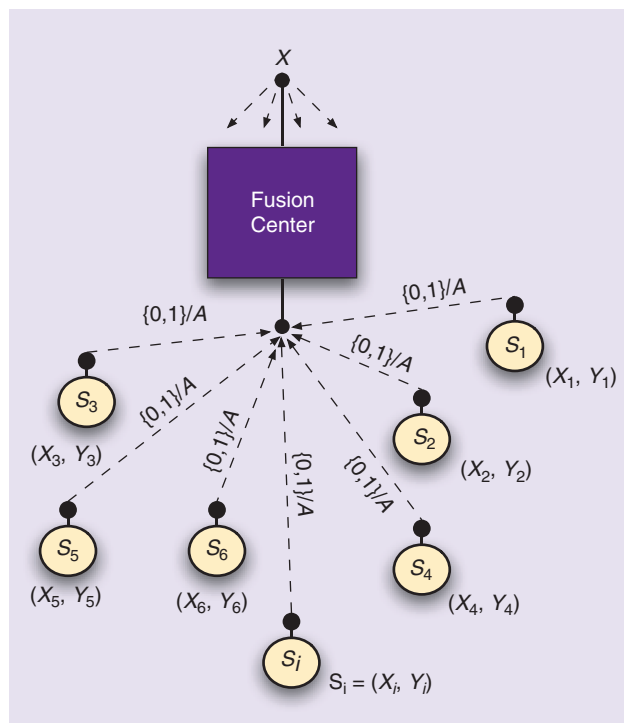 X
Fusion
Center
{0,1}/A
{0,1}/A
S₁
(X₁, Y₁)
{0,1}/A
S₃
(X₃, Y₃)
{0,1}/A
S₂
(X₂, Y₂)
{0,1}/A
{0,1}/A
{0,1}/A
S₅
(X₅, Y₅)
S₆
(X₆, Y₆)
S₄
(X₄, Y₄)
Sᵢ
Sᵢ = (Xᵢ, Yᵢ)